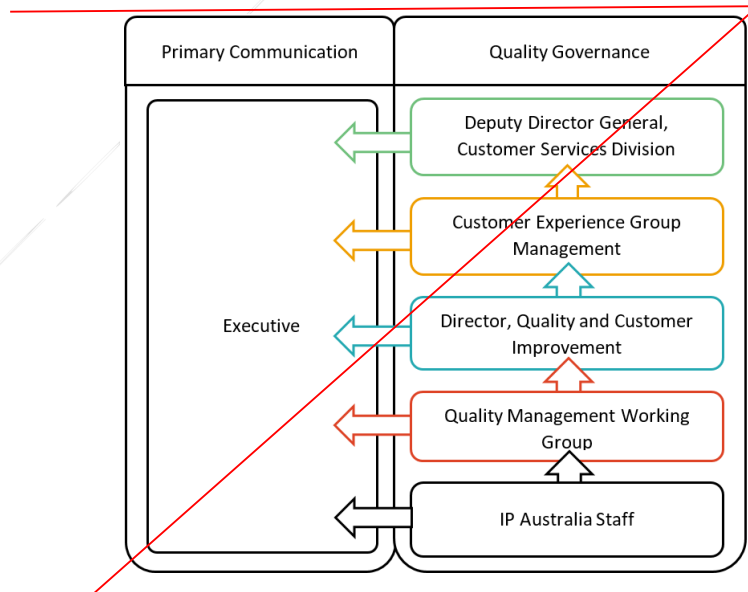 Primary Communication
Quality Governance
Deputy Director General,
Customer Services Division
Customer Experience Group
Management
Executive
Director, Quality and Customer
Improvement
Quality Management Working
Group
IP Australia Staff